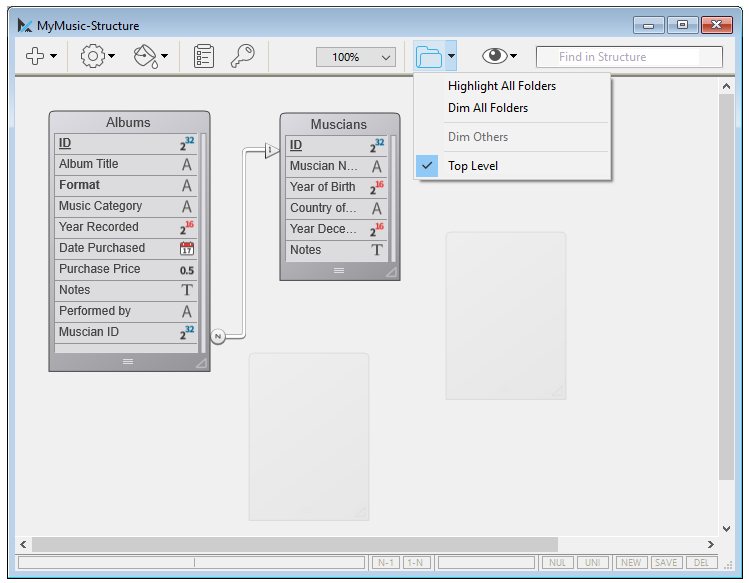 MyMusic-Structure
100%
Find in Structure
Highlight All Folders
Dim All Folders
Dim Others
Top Level
Albums
ID 2 32
Album Title A
Format A
Music Category A
Year Recorded 2 16
Date Purchased 17
Purchase Price 0.5
Notes T
Performed by A
Muscian ID 2 32
N
1
Muscians
ID 2 32
Muscian N... A
Year of Birth 2 16
Country of... A
Year Dece... 2 16
Notes T
N-1 1-N NUL UNI NEW SAVE DEL